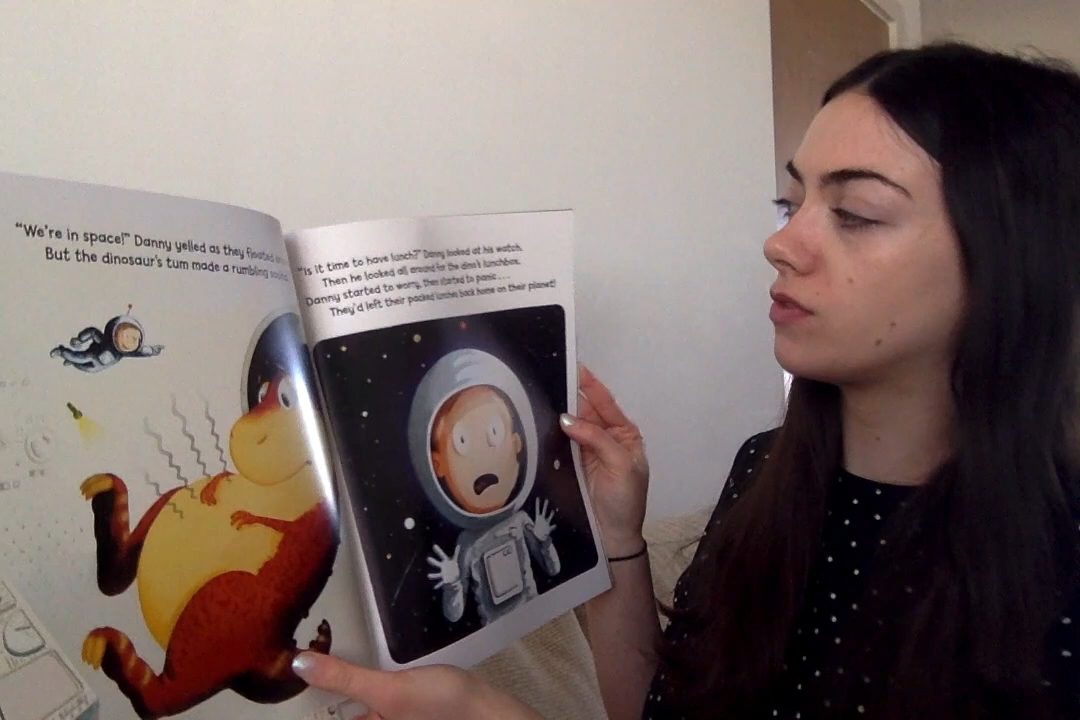 “We're in space!” Danny yelled as they floated
But the dinosaur's tum made a rumbling sound
“Is it time to have lunch?” Danny looked at his watch.
Then he looked all around for the dino's lunchbox.
Danny started to worry, then started to panic . . .
They'd left their packed lunches back home on their planet!